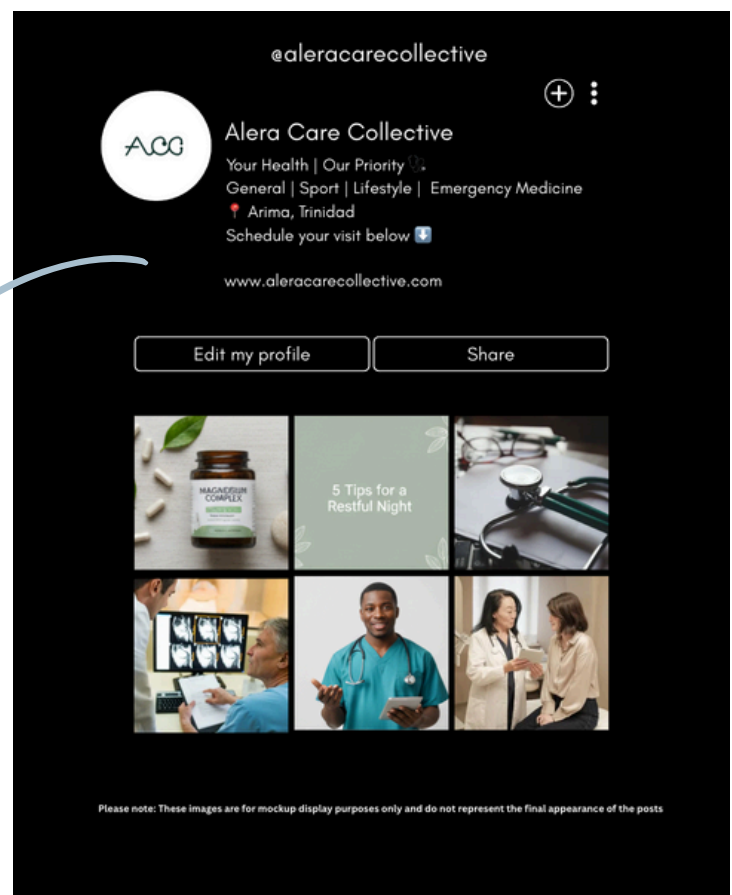 @aleracarecollective
ACC
Alera Care Collective
Your Health | Our Priority 🩺
General | Sport | Lifestyle | Emergency Medicine
📍 Arima, Trinidad
Schedule your visit below ⬇️
www.aleracarecollective.com
Edit my profile
Share
MAGNDSIUM
COMPLEX
5 Tips for a
Restful Night
Please note: These images are for mockup display purposes only and do not represent the final appearance of the posts